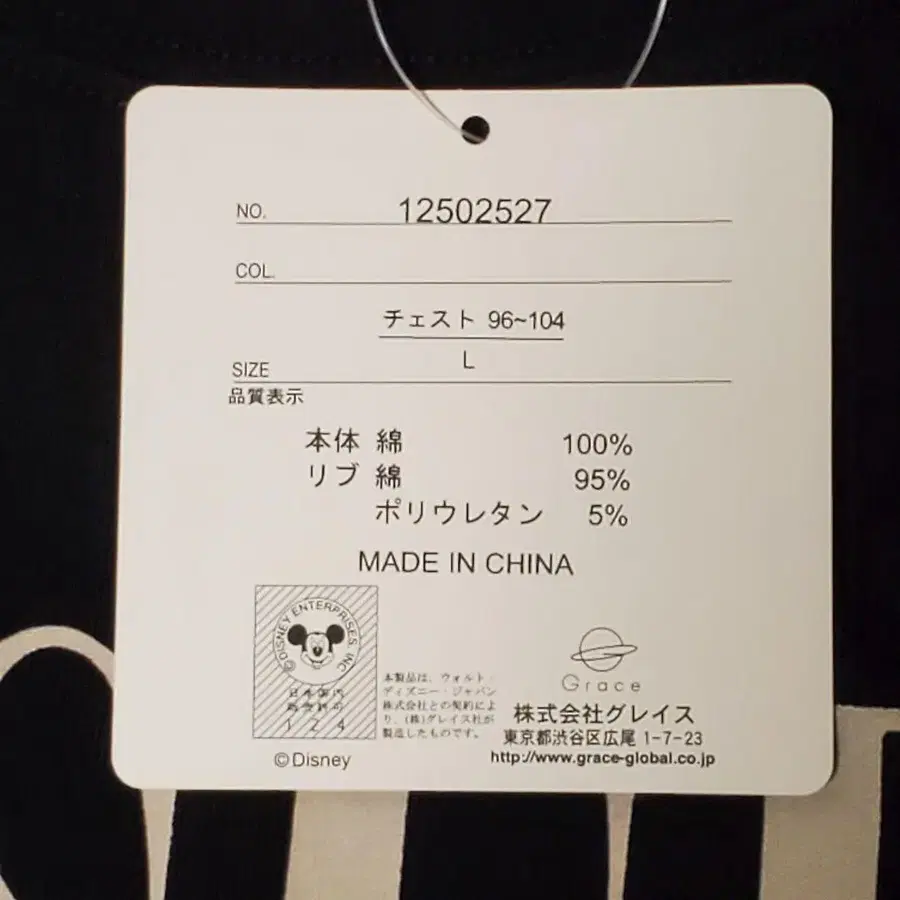 NO. 12502527
COL.
チェスト 96~104
L
SIZE
品質表示
本体 綿 100%
リブ 綿 95%
ポリウレタン 5%
MADE IN CHINA
©DISNEY ENTERPRISES, INC
日本国内
販売許可
124
©Disney
本製品は、ウォルト・
ディズニー・ジャパン
株式会社との契約によ
り、(株)グレイス社が
製造したものです。
Grace
株式会社グレイス
東京都渋谷区広尾 1-7-23
http://www.grace-global.co.jp